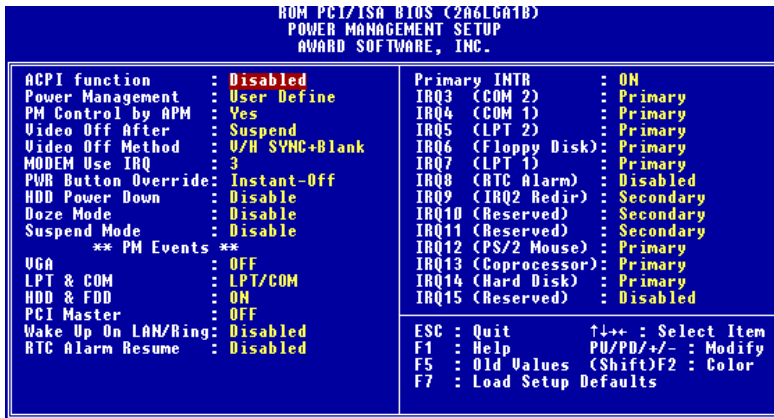 ROM PCI/ISA BIOS (2A6LGA1B)
POWER MANAGEMENT SETUP
AWARD SOFTWARE, INC.
ACPI function : Disabled
Power Management : User Define
PM Control by APM : Yes
Video Off After : Suspend
Video Off Method : V/H SYNC+Blank
MODEM Use IRQ : 3
PWR Button Override: Instant-Off
HDD Power Down : Disable
Doze Mode : Disable
Suspend Mode : Disable
** PM Events **
VGA : OFF
LPT & COM : LPT/COM
HDD & FDD : ON
PCI Master : OFF
Wake Up On LAN/Ring: Disabled
RTC Alarm Resume : Disabled
Primary INTR : ON
IRQ3 (COM 2) : Primary
IRQ4 (COM 1) : Primary
IRQ5 (LPT 2) : Primary
IRQ6 (Floppy Disk): Primary
IRQ7 (LPT 1) : Primary
IRQ8 (RTC Alarm) : Disabled
IRQ9 (IRQ2 Redir) : Secondary
IRQ10 (Reserved) : Secondary
IRQ11 (Reserved) : Secondary
IRQ12 (PS/2 Mouse) : Primary
IRQ13 (Coprocessor): Primary
IRQ14 (Hard Disk) : Primary
IRQ15 (Reserved) : Disabled
ESC : Quit ↑↓→← : Select Item
F1 : Help PU/PD/+/- : Modify
F5 : Old Values (Shift)F2 : Color
F7 : Load Setup Defaults